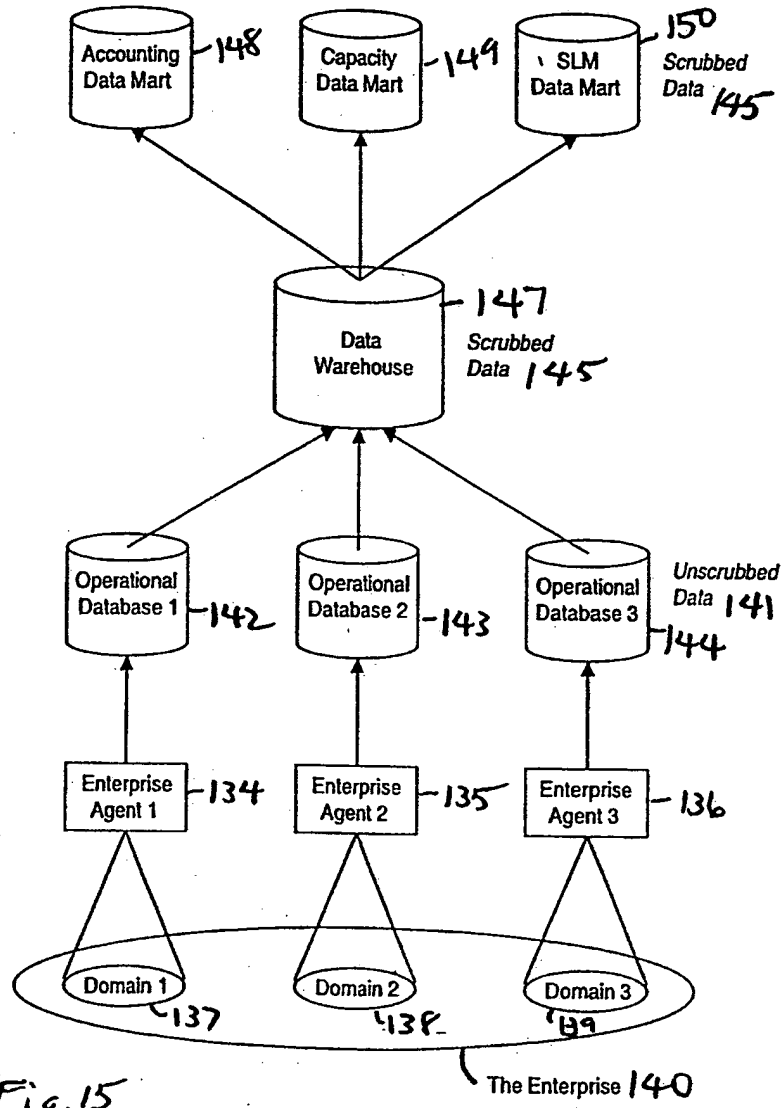 Accounting
Data Mart
148
Capacity
Data Mart
149
SLM
Data Mart
150
Scrubbed
Data 145
Data
Warehouse
147
Scrubbed
Data 145
Operational
Database 1
142
Operational
Database 2
143
Operational
Database 3
144
Unscrubbed
Data 141
Enterprise
Agent 1
134
Enterprise
Agent 2
135
Enterprise
Agent 3
136
Domain 1
137
Domain 2
138
Domain 3
139
The Enterprise 140
Fig. 15